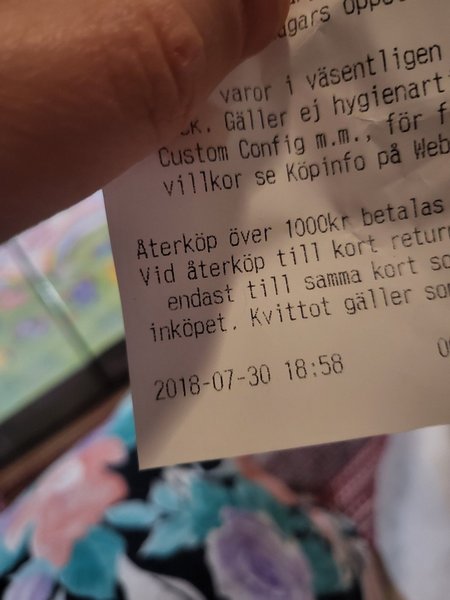 varor i väsentligen
Gäller ej hygienart
Custom Config m.m., för f
villkor se Köpinfo på Web
Återköp över 1000kr betalas
Vid återköp till kort retur
endast till samma kort so
inköpet. Kvittot gäller so
2018-07-30 18:58